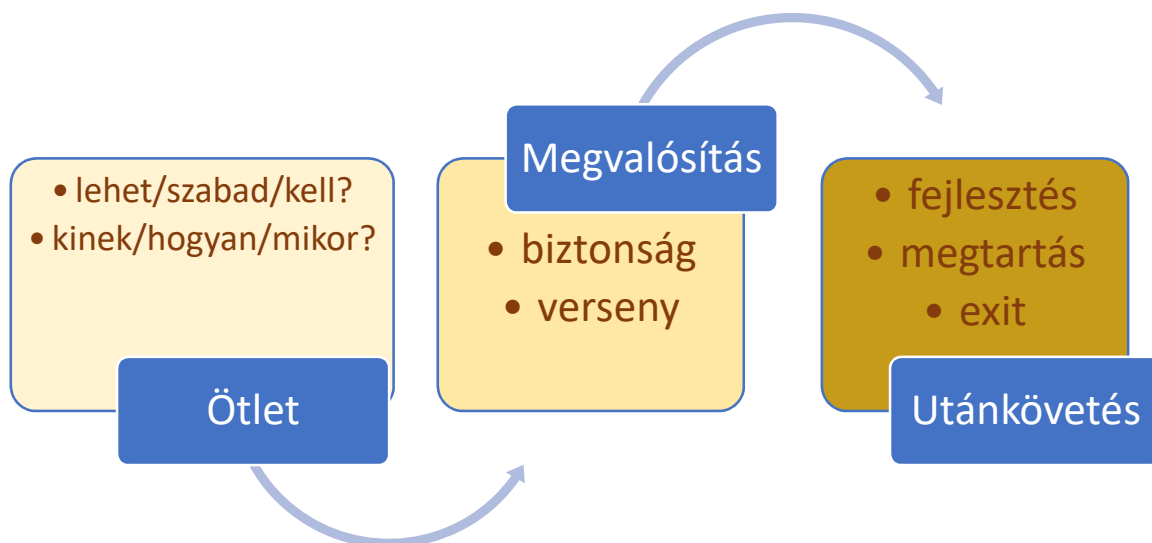 • lehet/szabad/kell?
• kinek/hogyan/mikor?
Ötlet
Megvalósítás
• biztonság
• verseny
• fejlesztés
• megtartás
• exit
Utánkövetés